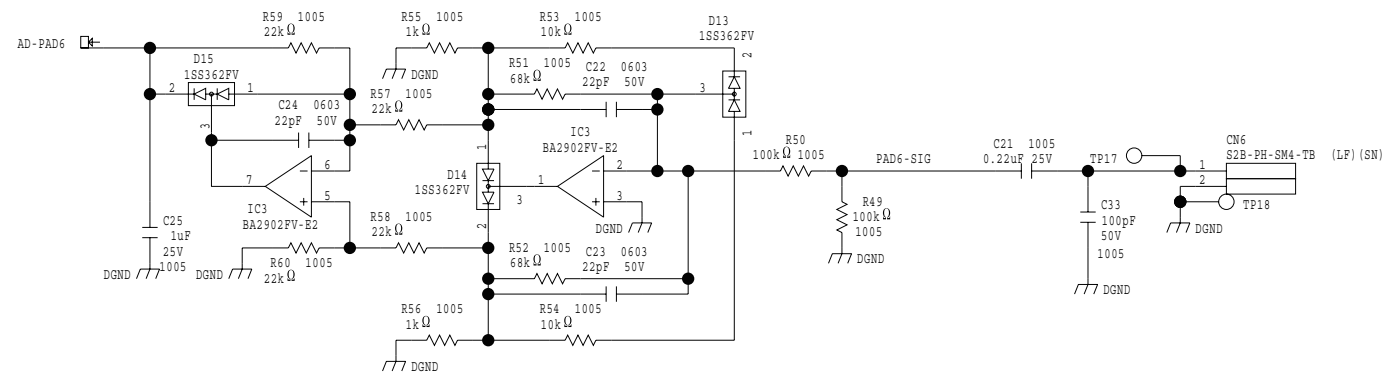 AD-PAD6
R59 1005
22kΩ
D15
1SS362FV
2
1
3
C24 0603
22pF 50V
R57 1005
22kΩ
6
7
5
IC3
BA2902FV-E2
C25
1uF
25V
1005
DGND
R60 1005
22kΩ
DGND
R58 1005
22kΩ
R55 1005
1kΩ
DGND
R53 10​05
10kΩ
D13
1SS362FV
2
3
1
R51 1005
68kΩ
C22 0603
22pF 50V
1
D14
1SS362FV
3
2
IC3
BA2902FV-E2
2
1
3
DGND
R52 1005
68kΩ
C23 0603
22pF 50V
R56 1005
1kΩ
DGND
R54 1005
10kΩ
R50
100kΩ 1005
PAD6-SIG
R49
100kΩ
1005
DGND
C21 1005
0.22uF 25V
TP17
C33
100pF
50V
1005
DGND
CN6
S2B-PH-SM4-TB (LF)(SN)
1
2
TP18
DGND